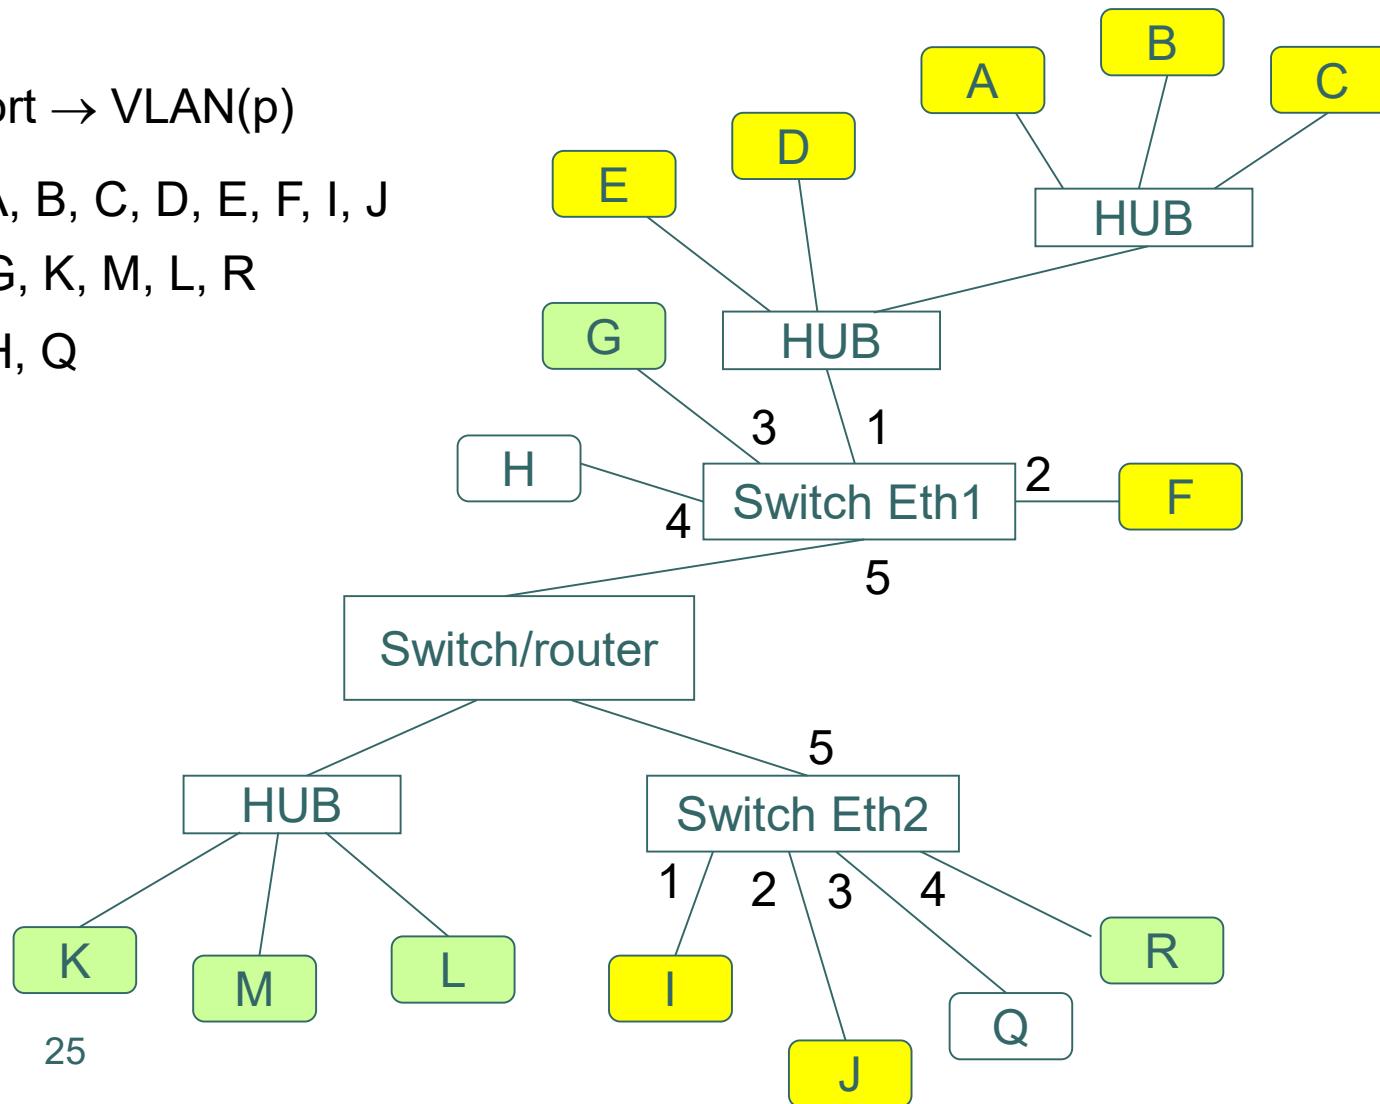 ort → VLAN(p)
A, B, C, D, E, F, I, J
G, K, M, L, R
H, Q
B
A
C
D
E
HUB
G
HUB
3
1
H
Switch Eth1
2
F
4
5
Switch/router
5
HUB
Switch Eth2
1
2
3
4
K
M
L
I
R
Q
J
25